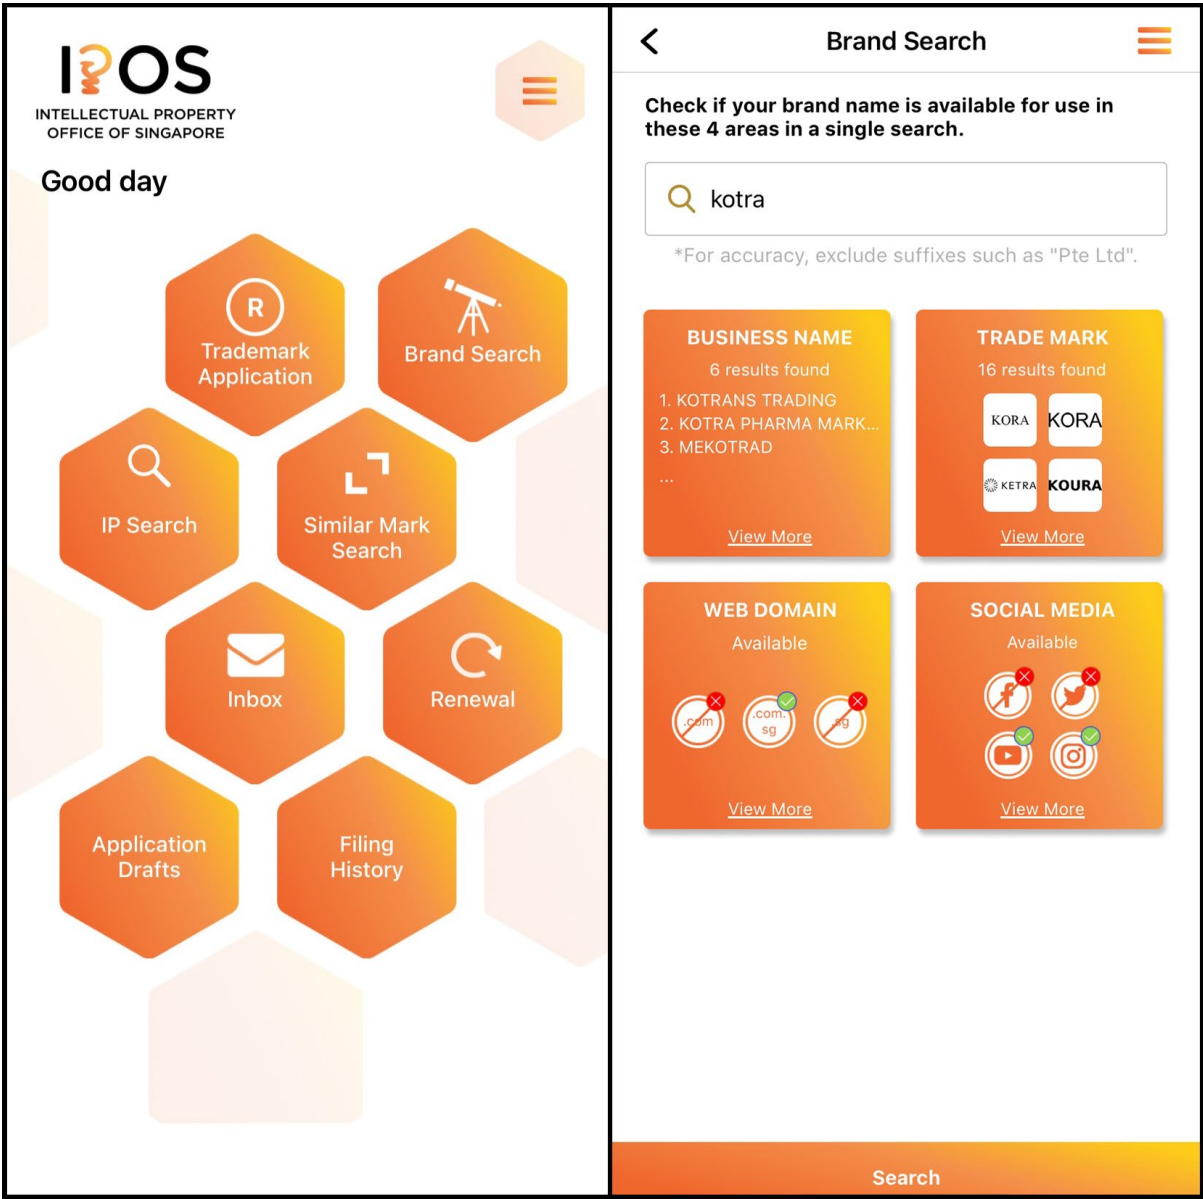 IPOS
INTELLECTUAL PROPERTY
OFFICE OF SINGAPORE
Good day
R
Trademark
Application
Brand Search
IP Search
Similar Mark
Search
Inbox
Renewal
Application
Drafts
Filing
History
Brand Search
Check if your brand name is available for use in
these 4 areas in a single search.
kotra
*For accuracy, exclude suffixes such as "Pte Ltd".
BUSINESS NAME
6 results found
1. KOTRANS TRADING
2. KOTRA PHARMA MARK...
3. MEKOTRAD
...
View More
TRADE MARK
16 results found
KORA
KORA
KETRA
KOURA
View More
WEB DOMAIN
Available
.com
.com.
sg
.sg
View More
SOCIAL MEDIA
Available
View More
Search